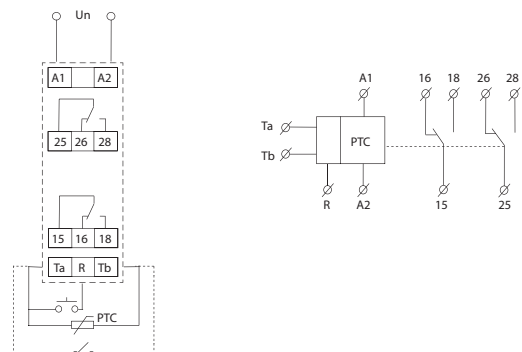 Un
A1 A2
25 26 28
15 16 18
Ta R Tb
PTC
A1 16 18 26 28
Ta
PTC
Tb
R A2 15 25